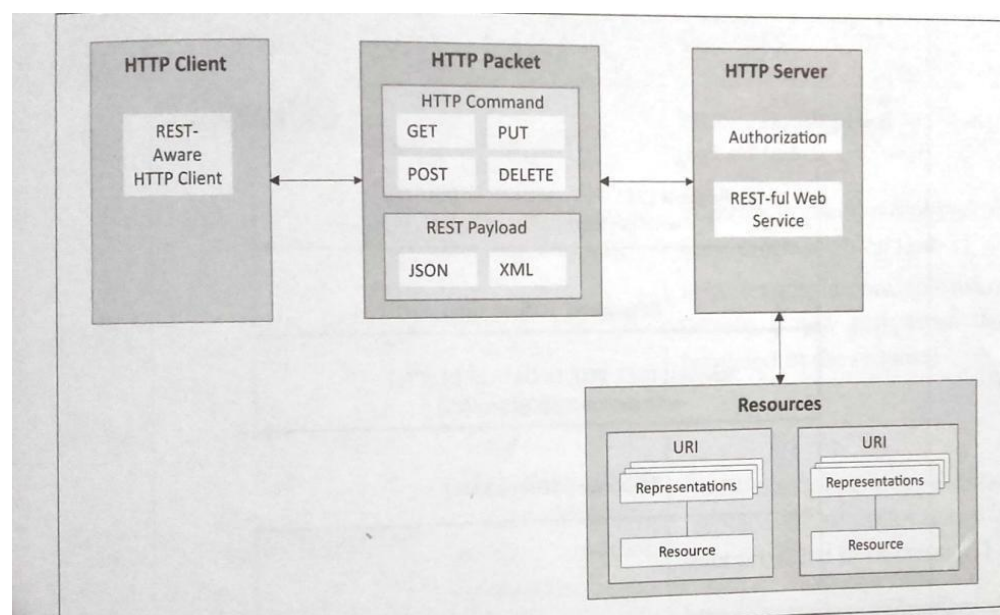 HTTP Client
REST-
Aware
HTTP Client
HTTP Packet
HTTP Command
GET
PUT
POST
DELETE
REST Payload
JSON
XML
HTTP Server
Authorization
REST-ful Web
Service
Resources
URI
Representations
Resource
URI
Representations
Resource